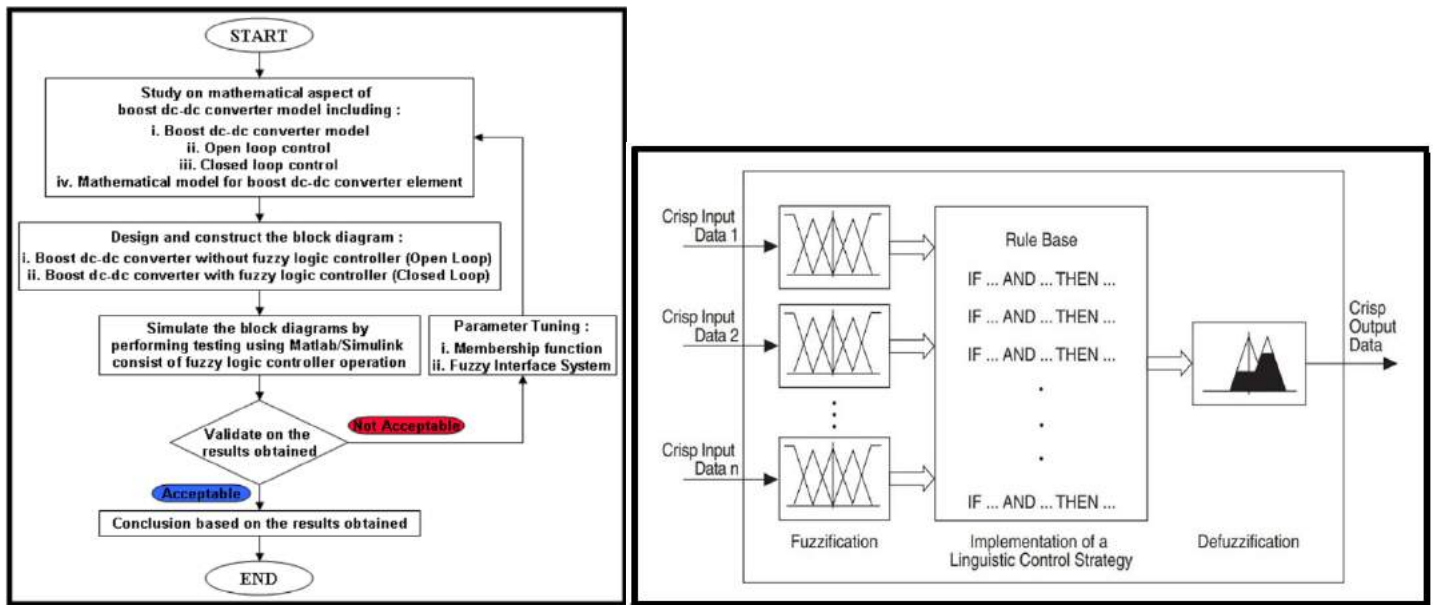 START
Study on mathematical aspect of
boost dc-dc converter model including :
i. Boost dc-dc converter model
ii. Open loop control
iii. Closed loop control
iv. Mathematical model for boost dc-dc converter element
Design and construct the block diagram :
i. Boost dc-dc converter without fuzzy logic controller (Open Loop)
ii. Boost dc-dc converter with fuzzy logic controller (Closed Loop)
Simulate the block diagrams by
performing testing using Matlab/Simulink
consist of fuzzy logic controller operation
Parameter Tuning :
i. Membership function
ii. Fuzzy Interface System
Validate on the
results obtained
Not Acceptable
Acceptable
Conclusion based on the results obtained
END
Crisp Input
Data 1
Crisp Input
Data 2
Crisp Input
Data n
Fuzzification
Rule Base
IF ... AND ... THEN ...
IF ... AND ... THEN ...
IF ... AND ... THEN ...
IF ... AND ... THEN ...
Implementation of a
Linguistic Control Strategy
Defuzzification
Crisp
Output
Data